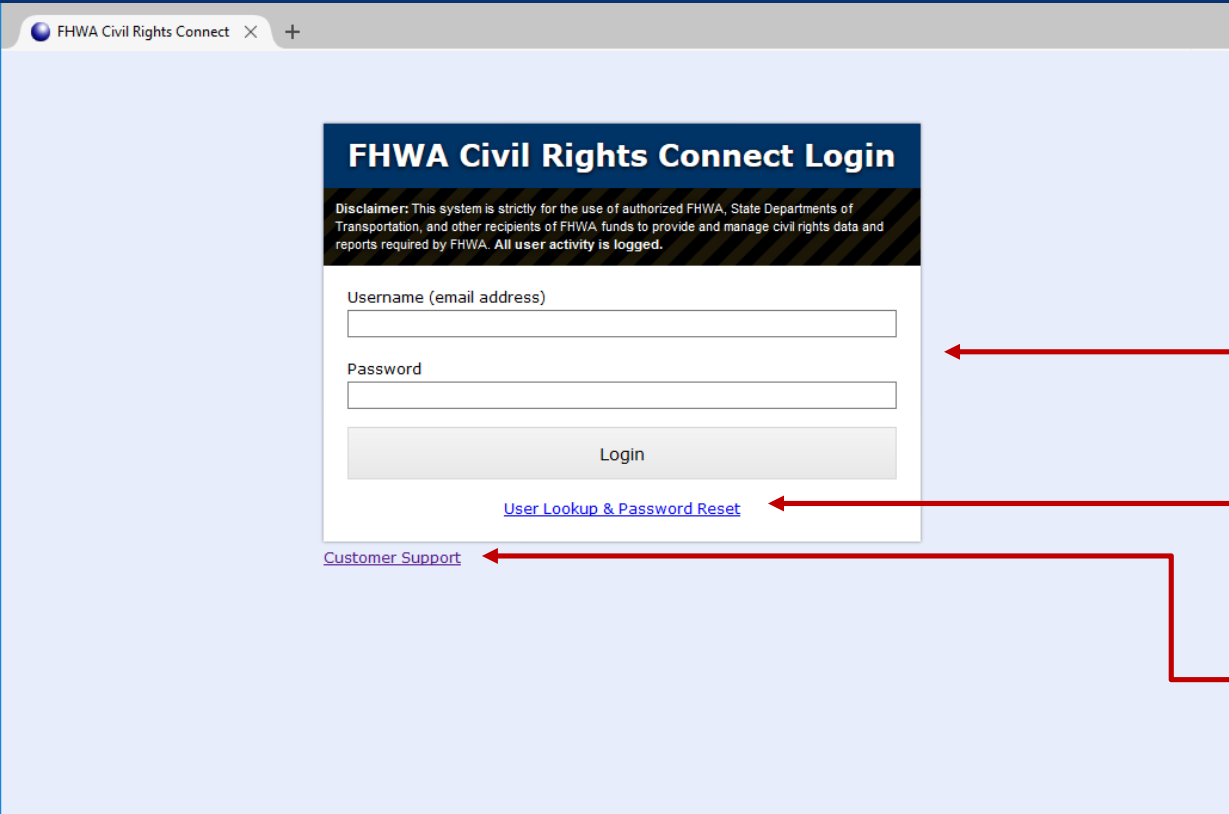 FHWA Civil Rights Connect
FHWA Civil Rights Connect Login
Disclaimer: This system is strictly for the use of authorized FHWA, State Departments of
Transportation, and other recipients of FHWA funds to provide and manage civil rights data and
reports required by FHWA. All user activity is logged.
Username (email address)
Password
Login
User Lookup & Password Reset
Customer Support